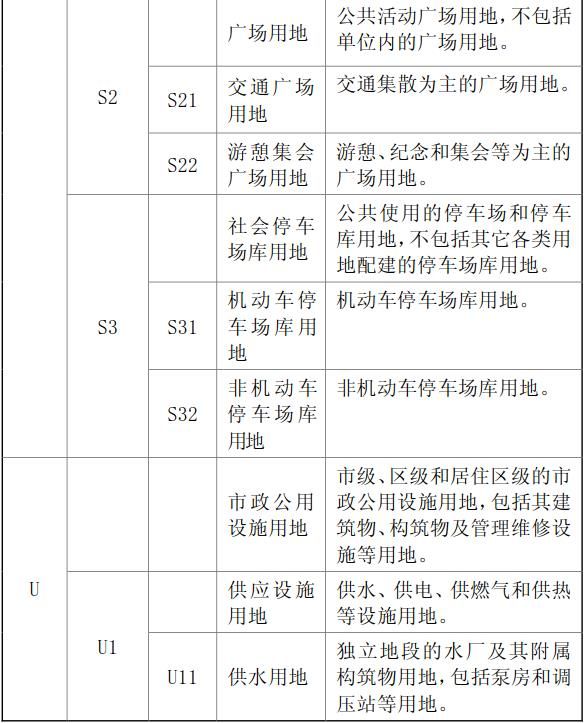 S2
广场用地
公共活动广场用地,不包括
单位内的广场用地。
S21
交通广场
用地
交通集散为主的广场用地。
S22
游憩集会
广场用地
游憩、纪念和集会等为主的
广场用地。
S3
社会停车
场库用地
公共使用的停车场和停车
库用地,不包括其它各类用
地配建的停车场库用地。
S31
机动车停
车场库用
地
机动车停车场库用地。
S32
非机动车
停车场库
用地
非机动车停车场库用地。
U
市政公用
设施用地
市级、区级和居住区级的市
政公用设施用地,包括其建
筑物、构筑物及管理维修设
施等用地。
U1
供应设施
用地
供水、供电、供燃气和供热
等设施用地。
U11
供水用地
独立地段的水厂及其附属
构筑物用地,包括泵房和调
压站等用地。